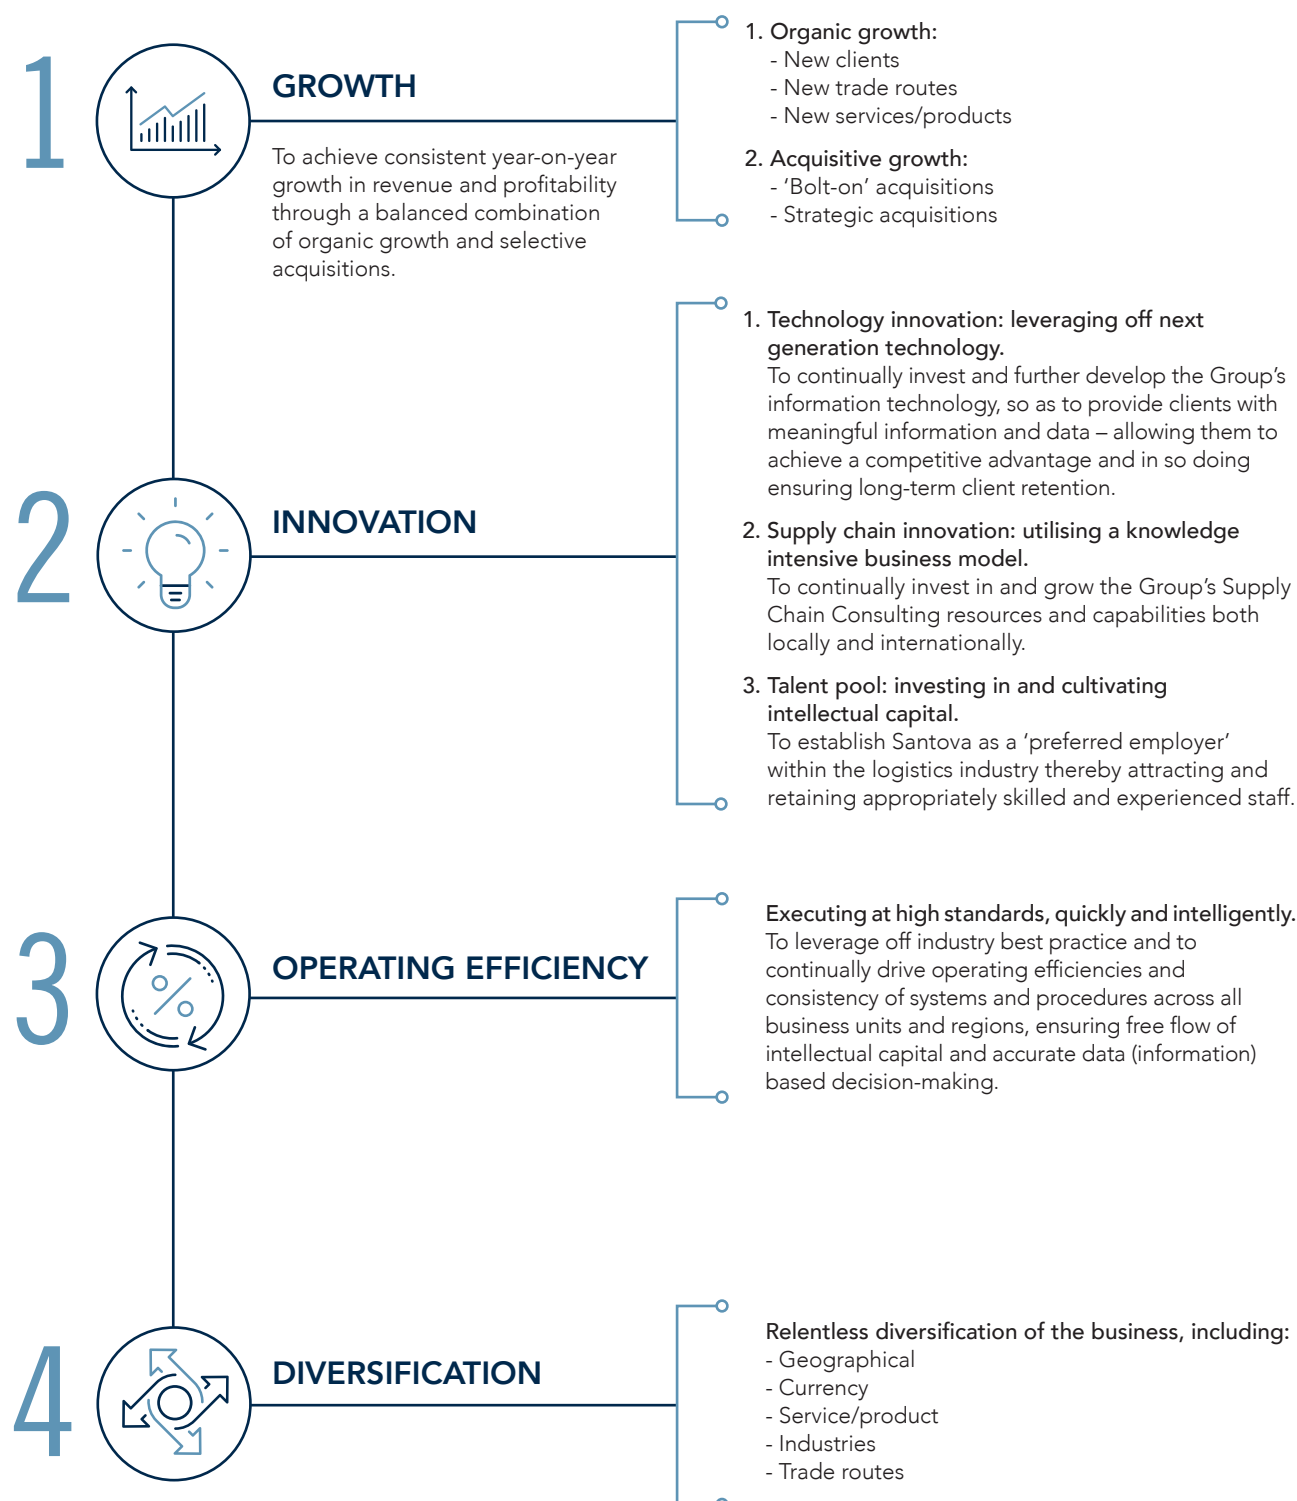 1
GROWTH
To achieve consistent year-on-year
growth in revenue and profitability
through a balanced combination
of organic growth and selective
acquisitions.
1. Organic growth:
- New clients
- New trade routes
- New services/products
2. Acquisitive growth:
- ‘Bolt-on’ acquisitions
- Strategic acquisitions
2
INNOVATION
1. Technology innovation: leveraging off next
generation technology.
To continually invest and further develop the Group’s
information technology, so as to provide clients with
meaningful information and data – allowing them to
achieve a competitive advantage and in so doing
ensuring long-term client retention.
2. Supply chain innovation: utilising a knowledge
intensive business model.
To continually invest in and grow the Group’s Supply
Chain Consulting resources and capabilities both
locally and internationally.
3. Talent pool: investing in and cultivating
intellectual capital.
To establish Santova as a ‘preferred employer’
within the logistics industry thereby attracting and
retaining appropriately skilled and experienced staff.
3
%
OPERATING EFFICIENCY
Executing at high standards, quickly and intelligently.
To leverage off industry best practice and to
continually drive operating efficiencies and
consistency of systems and procedures across all
business units and regions, ensuring free flow of
intellectual capital and accurate data (information)
based decision-making.
4
DIVERSIFICATION
Relentless diversification of the business, including:
- Geographical
- Currency
- Service/product
- Industries
- Trade routes